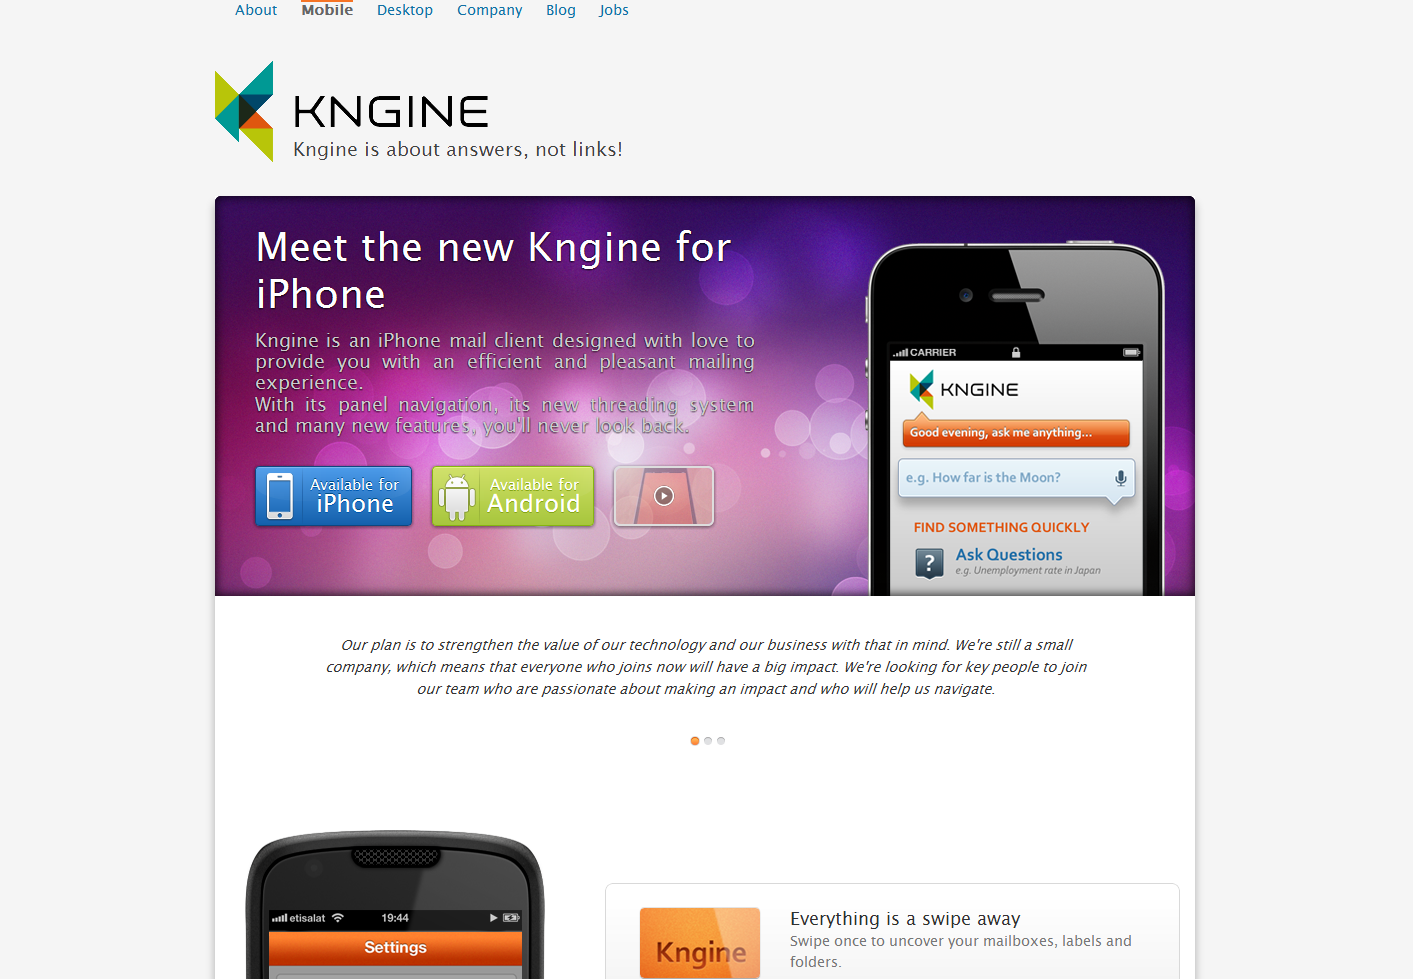 About Mobile Desktop Company Blog Jobs
KNGINE
Kngine is about answers, not links!
Meet the new Kngine for
iPhone
Kngine is an iPhone mail client designed with love to
provide you with an efficient and pleasant mailing
experience.
With its panel navigation, its new threading system
and many new features, you'll never look back.
Available for
iPhone
Available for
Android
CARRIER
KNGINE
Good evening, ask me anything...
e.g. How far is the Moon?
FIND SOMETHING QUICKLY
?
Ask Questions
e.g. Unemployment rate in Japan
Our plan is to strengthen the value of our technology and our business with that in mind. We're still a small
company, which means that everyone who joins now will have a big impact. We're looking for key people to join
our team who are passionate about making an impact and who will help us navigate.
etisalat 19:44
Settings
Kngine
Everything is a swipe away
Swipe once to uncover your mailboxes, labels and
folders.